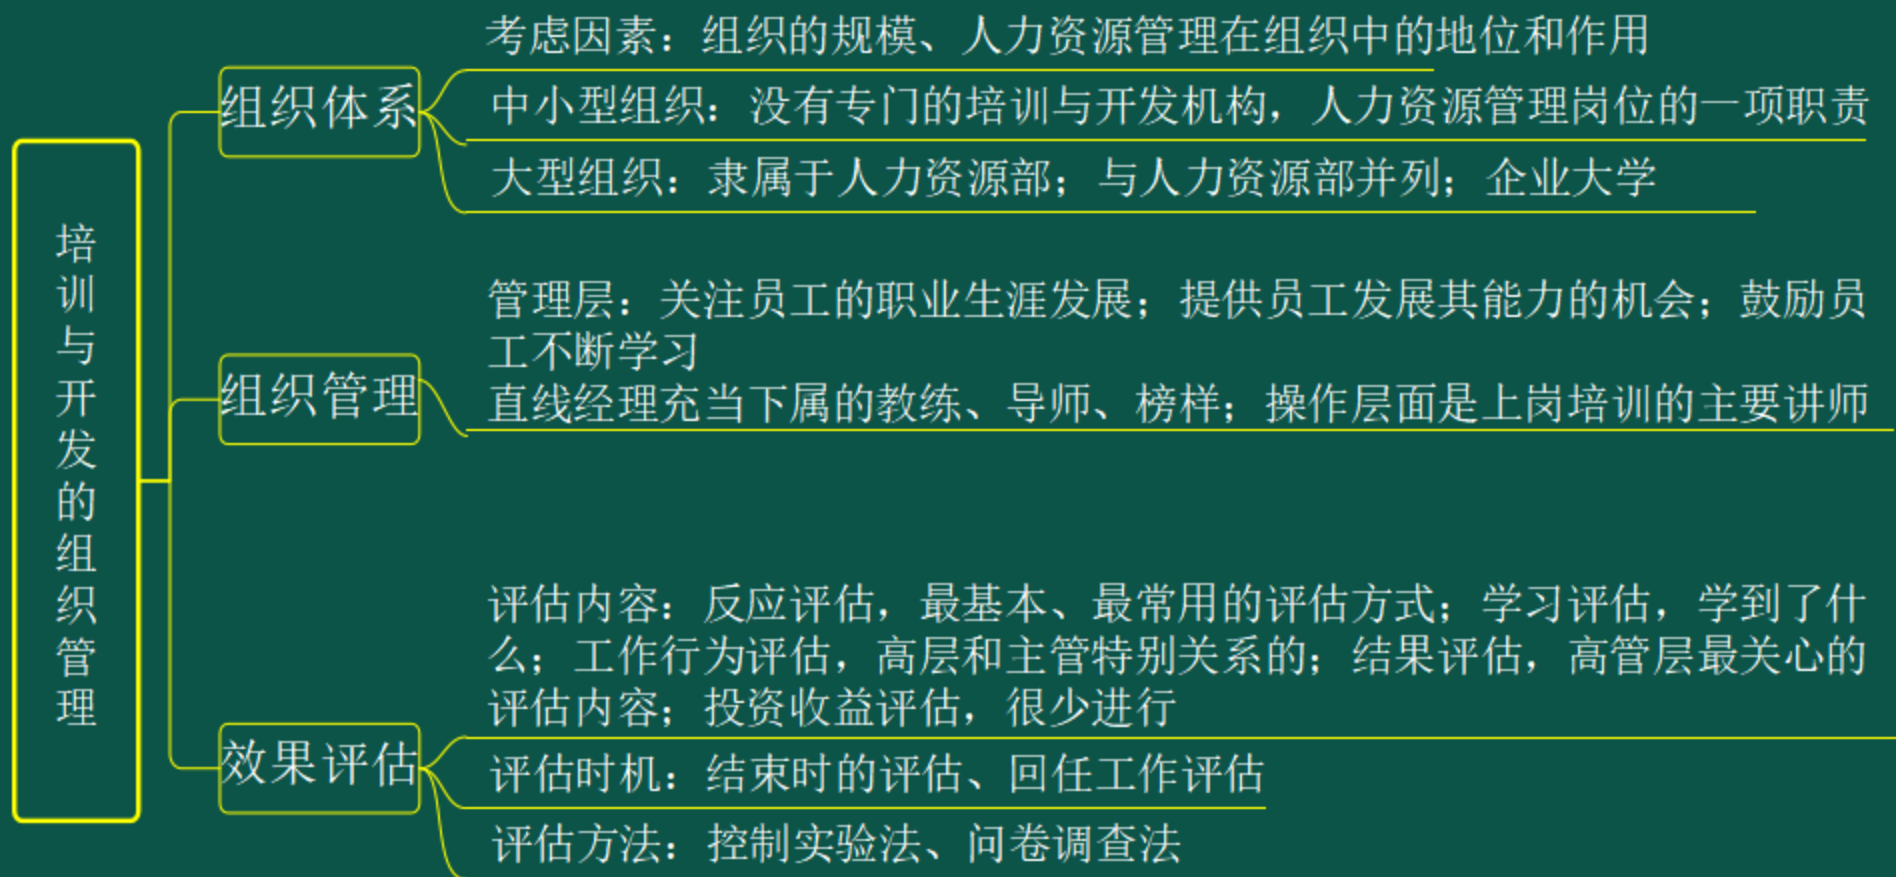 培训与开发的组织管理
组织体系
考虑因素：组织的规模、人力资源管理在组织中的地位和作用
中小型组织：没有专门的培训与开发机构，人力资源管理岗位的一项职责
大型组织：隶属于人力资源部；与人力资源部并列；企业大学
组织管理
管理层：关注员工的职业生涯发展；提供员工发展其能力的机会；鼓励员
工不断学习
直线经理充当下属的教练、导师、榜样；操作层面是上岗培训的主要讲师
效果评估
评估内容：反应评估，最基本、最常用的评估方式；学习评估，学到了什
么；工作行为评估，高层和主管特别关系的；结果评估，高管层最关心的
评估内容；投资收益评估，很少进行
评估时机：结束时的评估、回任工作评估
评估方法：控制实验法、问卷调查法